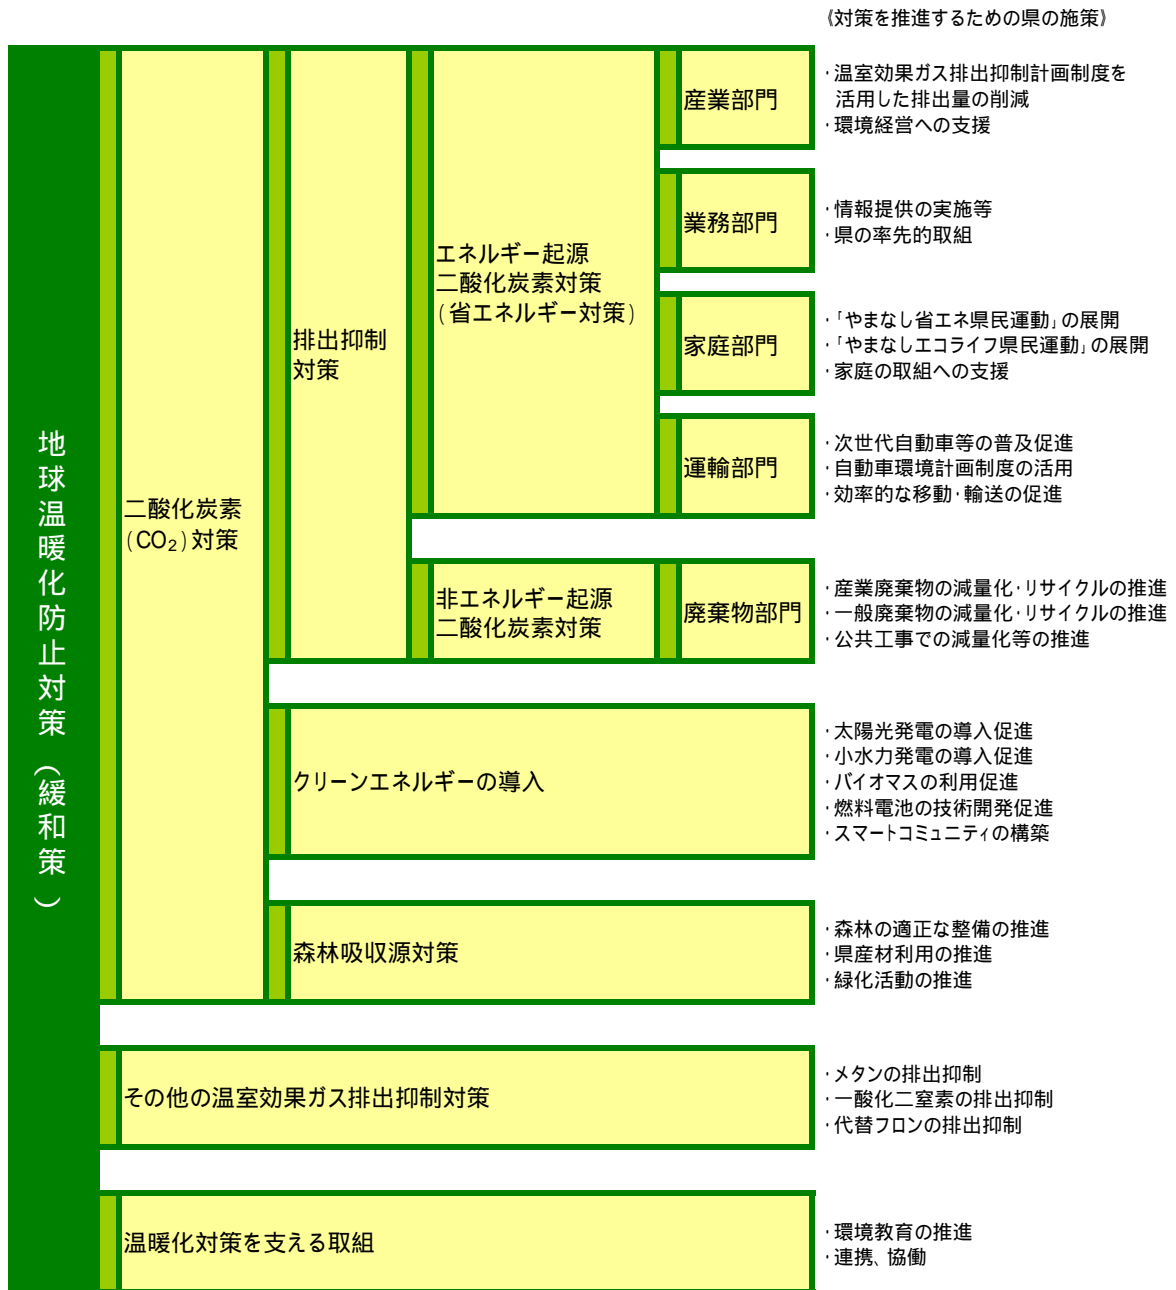 《対策を推進するための県の施策》
地球温暖化防止対策（緩和策）
二酸化炭素
(CO₂)対策
排出抑制
対策
エネルギー起源
二酸化炭素対策
(省エネルギー対策)
産業部門
・温室効果ガス排出抑制計画制度を
活用した排出量の削減
・環境経営への支援
業務部門
・情報提供の実施等
・県の率先的取組
家庭部門
・「やまなし省エネ県民運動」の展開
・「やまなしエコライフ県民運動」の展開
・家庭の取組への支援
運輸部門
・次世代自動車等の普及促進
・自動車環境計画制度の活用
・効率的な移動・輸送の促進
非エネルギー起源
二酸化炭素対策
廃棄物部門
・産業廃棄物の減量化・リサイクルの推進
・一般廃棄物の減量化・リサイクルの推進
・公共工事での減量化等の推進
クリーンエネルギーの導入
・太陽光発電の導入促進
・小水力発電の導入促進
・バイオマスの利用促進
・燃料電池の技術開発促進
・スマートコミュニティの構築
森林吸収源対策
・森林の適正な整備の推進
・県産材利用の推進
・緑化活動の推進
その他の温室効果ガス排出抑制対策
・メタンの排出抑制
・一酸化二窒素の排出抑制
・代替フロンの排出抑制
温暖化対策を支える取組
・環境教育の推進
・連携、協働